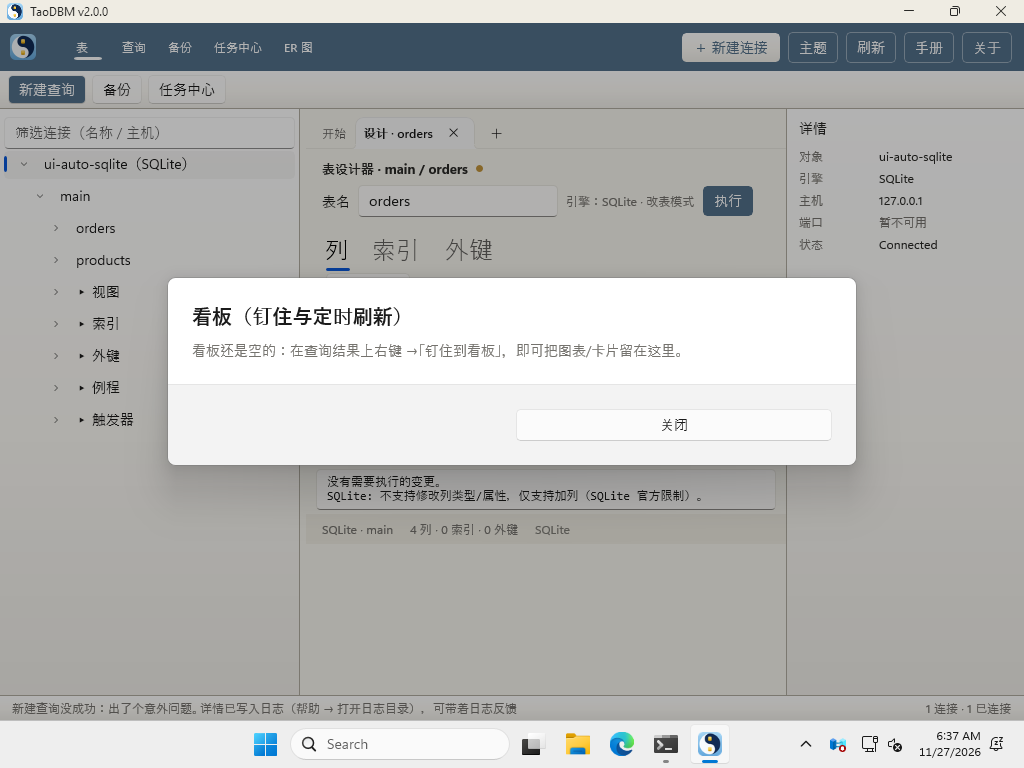 TaoDBM v2.0.0
表 查询 备份 任务中心 ER 图 + 新建连接 主题 刷新 手册 关于
新建查询 备份 任务中心
筛选连接（名称 / 主机）
ui-auto-sqlite（SQLite）
main
orders
products
视图
索引
外键
例程
触发器
开始 设计 · orders
表设计器 · main / orders
表名 orders 引擎：SQLite · 改表模式 执行
列 索引 外键
详情
对象 ui-auto-sqlite
引擎 SQLite
主机 127.0.0.1
端口 暂不可用
状态 Connected
看板（钉住与定时刷新）
看板还是空的：在查询结果上右键 →「钉住到看板」，即可把图表/卡片留在这里。
关闭
没有需要执行的变更。
SQLite: 不支持修改列类型/属性、仅支持加列（SQLite 官方限制）。
SQLite · main 4 列 · 0 索引 · 0 外键 SQLite
新建查询没成功：出了个意外问题。详情已写入日志（帮助 → 打开日志目录），可带着日志反馈
1 连接 · 1 已连接
Search
6:37 AM
11/27/2026